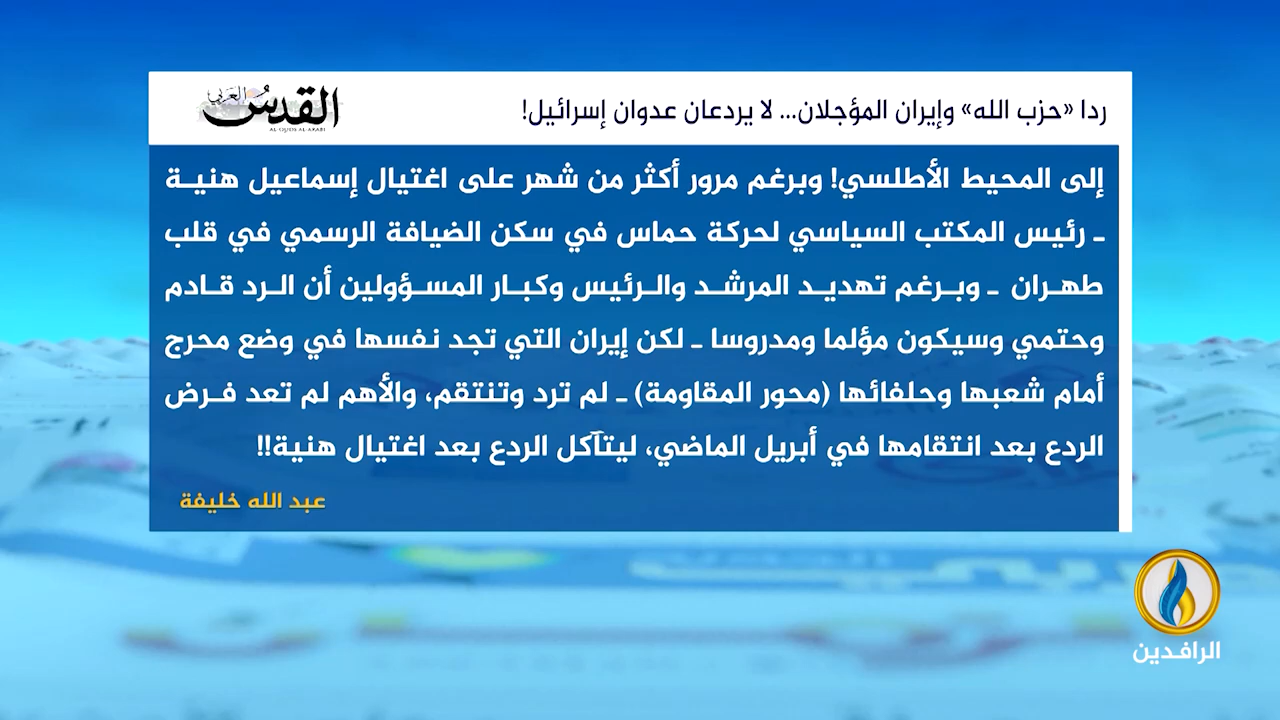 ردا «حزب الله» وإيران المؤجلان... لا يردعان عدوان إسرائيل!
القدس العربي
AL-QUDS AL-ARABI
إلى المحيط الأطلسي! وبرغم مرور أكثر من شهر على اغتيال إسماعيل هنية
ـ رئيس المكتب السياسي لحركة حماس في سكن الضيافة الرسمي في قلب
طهران ـ وبرغم تهديد المرشد والرئيس وكبار المسؤولين أن الرد قادم
وحتمي وسيكون مؤلما ومدروسا ـ لكن إيران التي تجد نفسها في وضع محرج
أمام شعبها وحلفائها (محور المقاومة) ـ لم ترد وتنتقم، والأهم لم تعد فرض
الردع بعد انتقامها في أبريل الماضي، ليتآكل الردع بعد اغتيال هنية!!
عبد الله خليفة
الرافدين